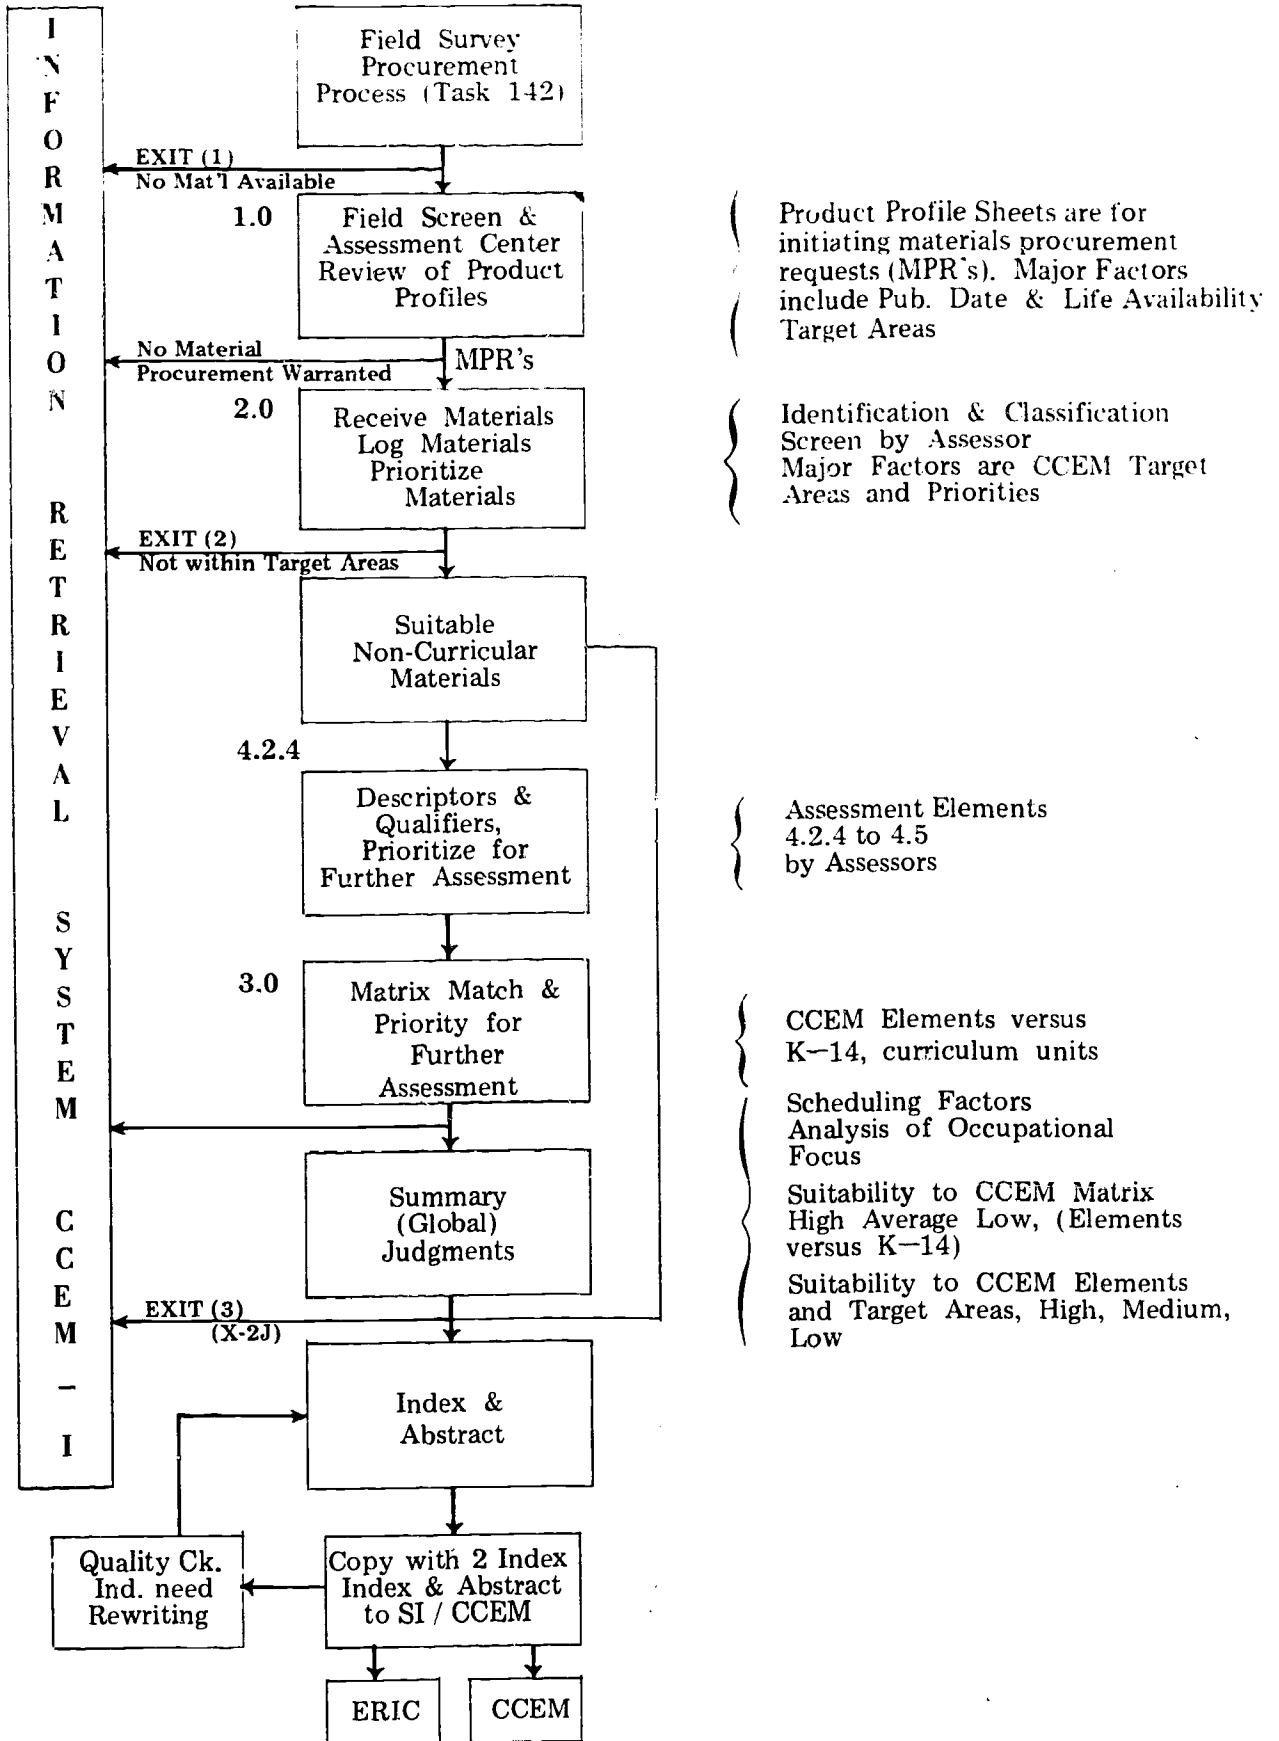 INFORMATION RETRIEVAL SYSTEM CCEM – I
Field Survey
Procurement
Process (Task 142)
EXIT (1)
No Mat'l Available
1.0
Field Screen &
Assessment Center
Review of Product
Profiles
Product Profile Sheets are for
initiating materials procurement
requests (MPR's). Major Factors
include Pub. Date & Life Availability
Target Areas
No Material
Procurement Warranted
MPR's
2.0
Receive Materials
Log Materials
Prioritize
Materials
Identification & Classification
Screen by Assessor
Major Factors are CCEM Target
Areas and Priorities
EXIT (2)
Not within Target Areas
Suitable
Non-Curricular
Materials
4.2.4
Descriptors &
Qualifiers,
Prioritize for
Further Assessment
Assessment Elements
4.2.4 to 4.5
by Assessors
3.0
Matrix Match &
Priority for
Further
Assessment
CCEM Elements versus
K—14, curriculum units
Scheduling Factors
Analysis of Occupational
Focus
Summary
(Global)
Judgments
Suitability to CCEM Matrix
High Average Low, (Elements
versus K—14)
Suitability to CCEM Elements
and Target Areas, High, Medium,
Low
EXIT (3)
(X-2J)
Index &
Abstract
Quality Ck.
Ind. need
Rewriting
Copy with 2 Index
Index & Abstract
to SI / CCEM
ERIC
CCEM